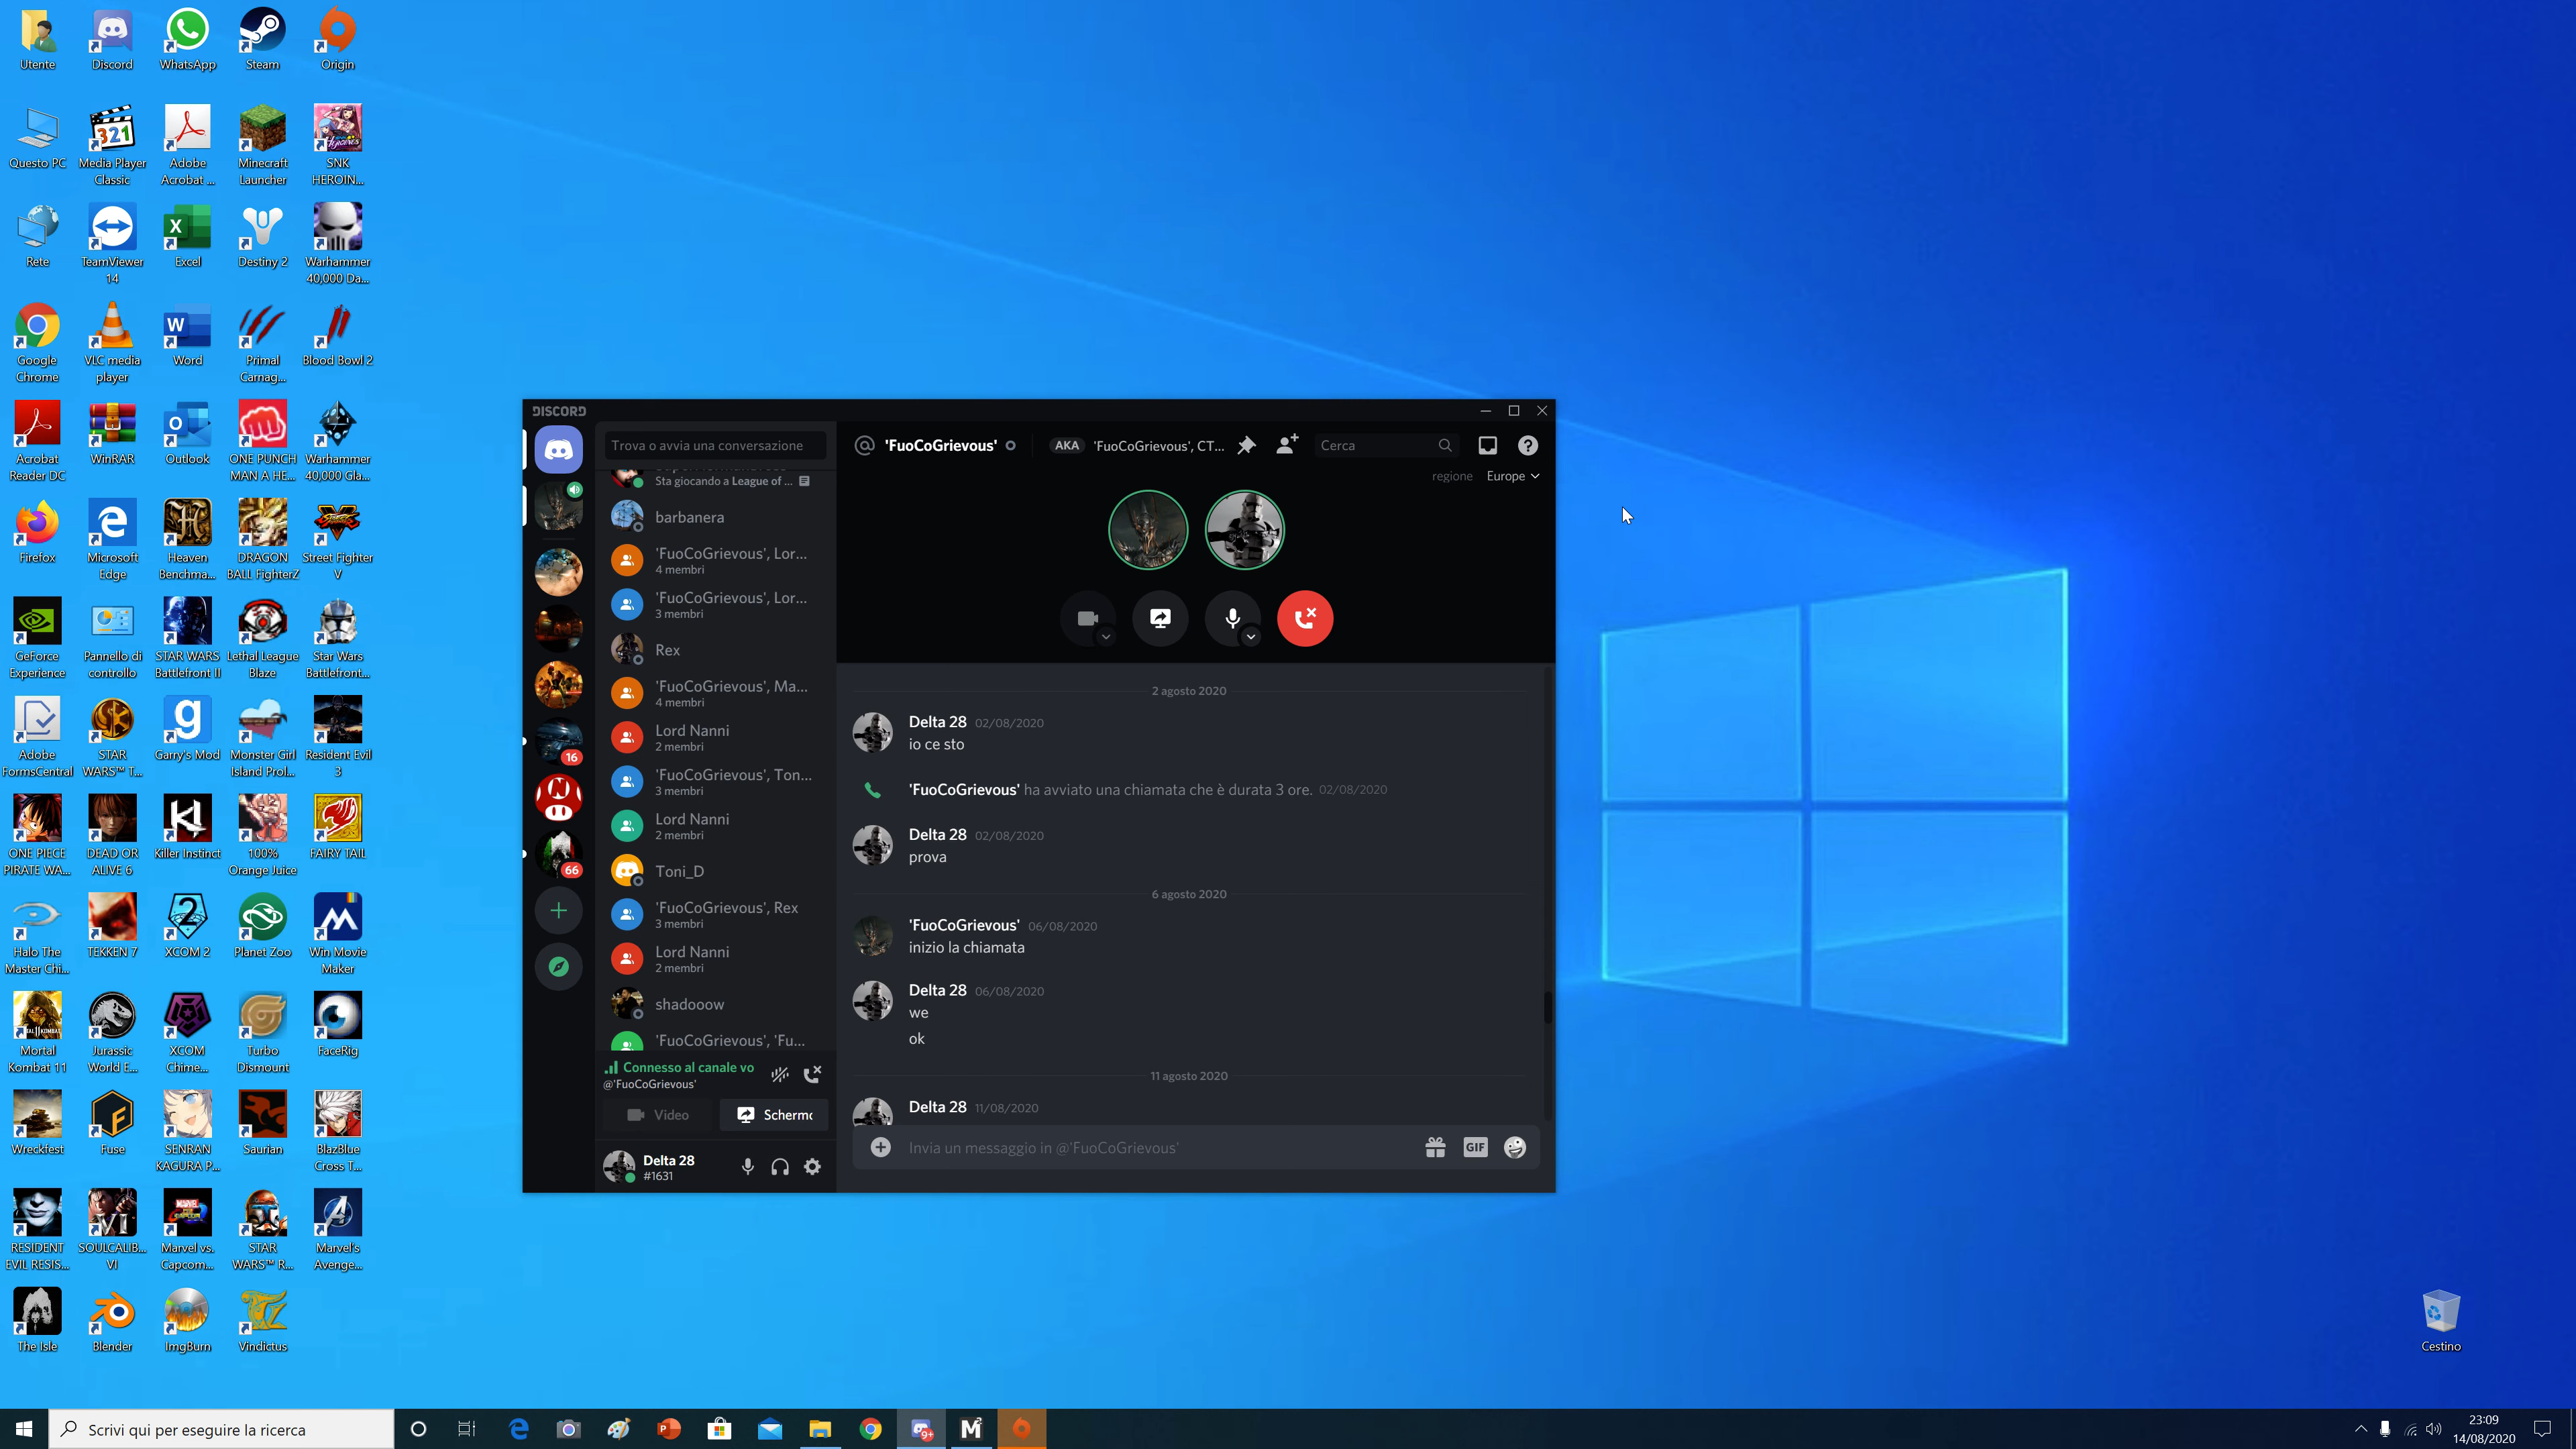 Utente
Discord
WhatsApp
Steam
Origin
Questo PC
Media Player
Classic
Adobe
Acrobat ...
Minecraft
Launcher
SNK
HEROIN...
Rete
TeamViewer
14
Excel
Destiny 2
Warhammer
40,000 Da...
Google
Chrome
VLC media
player
Word
Primal
Carnag...
Blood Bowl 2
Acrobat
Reader DC
WinRAR
Outlook
ONE PUNCH
MAN A HE...
Warhammer
40,000 Gla...
Firefox
Microsoft
Edge
Heaven
Benchma...
DRAGON
BALL FighterZ
Street Fighter
V
GeForce
Experience
Pannello di
controllo
STAR WARS
Battlefront II
Lethal League
Blaze
Star Wars
Battlefront...
Adobe
FormsCentral
STAR
WARS™ T...
Garry's Mod
Monster Girl
Island Prol...
Resident Evil
3
ONE PIECE
PIRATE WA...
DEAD OR
ALIVE 6
Killer Instinct
100%
Orange Juice
FAIRY TAIL
Halo The
Master Chi...
TEKKEN 7
XCOM 2
Planet Zoo
Win Movie
Maker
Mortal
Kombat 11
Jurassic
World E...
XCOM
Chime...
Turbo
Dismount
FaceRig
Wreckfest
Fuse
SENRAN
KAGURA P...
Saurian
BlazBlue
Cross T...
RESIDENT
EVIL RESIS...
SOULCALIB...
VI
Marvel vs.
Capcom...
STAR
WARS™ R...
Marvel's
Avenge...
The Isle
Blender
ImgBurn
Vindictus
Cestino
DISCORD
Trova o avvia una conversazione
Sta giocando a League of ...
barbanera
'FuoCoGrievous', Lor...
4 membri
'FuoCoGrievous', Lor...
3 membri
Rex
'FuoCoGrievous', Ma...
4 membri
Lord Nanni
2 membri
'FuoCoGrievous', Ton...
3 membri
Lord Nanni
2 membri
Toni_D
'FuoCoGrievous', Rex
3 membri
Lord Nanni
2 membri
shadooow
'FuoCoGrievous', 'Fu...
16
66
Connesso al canale vo
@'FuoCoGrievous'
Video
Schermo
Delta 28
#1631
'FuoCoGrievous'
AKA 'FuoCoGrievous', CT...
Cerca
regione Europe
2 agosto 2020
Delta 28 02/08/2020
io ce sto
'FuoCoGrievous' ha avviato una chiamata che è durata 3 ore. 02/08/2020
Delta 28 02/08/2020
prova
6 agosto 2020
'FuoCoGrievous' 06/08/2020
inizio la chiamata
Delta 28 06/08/2020
we
ok
11 agosto 2020
Delta 28 11/08/2020
Invia un messaggio in @'FuoCoGrievous'
GIF
Scrivi qui per eseguire la ricerca
9+
23:09
14/08/2020